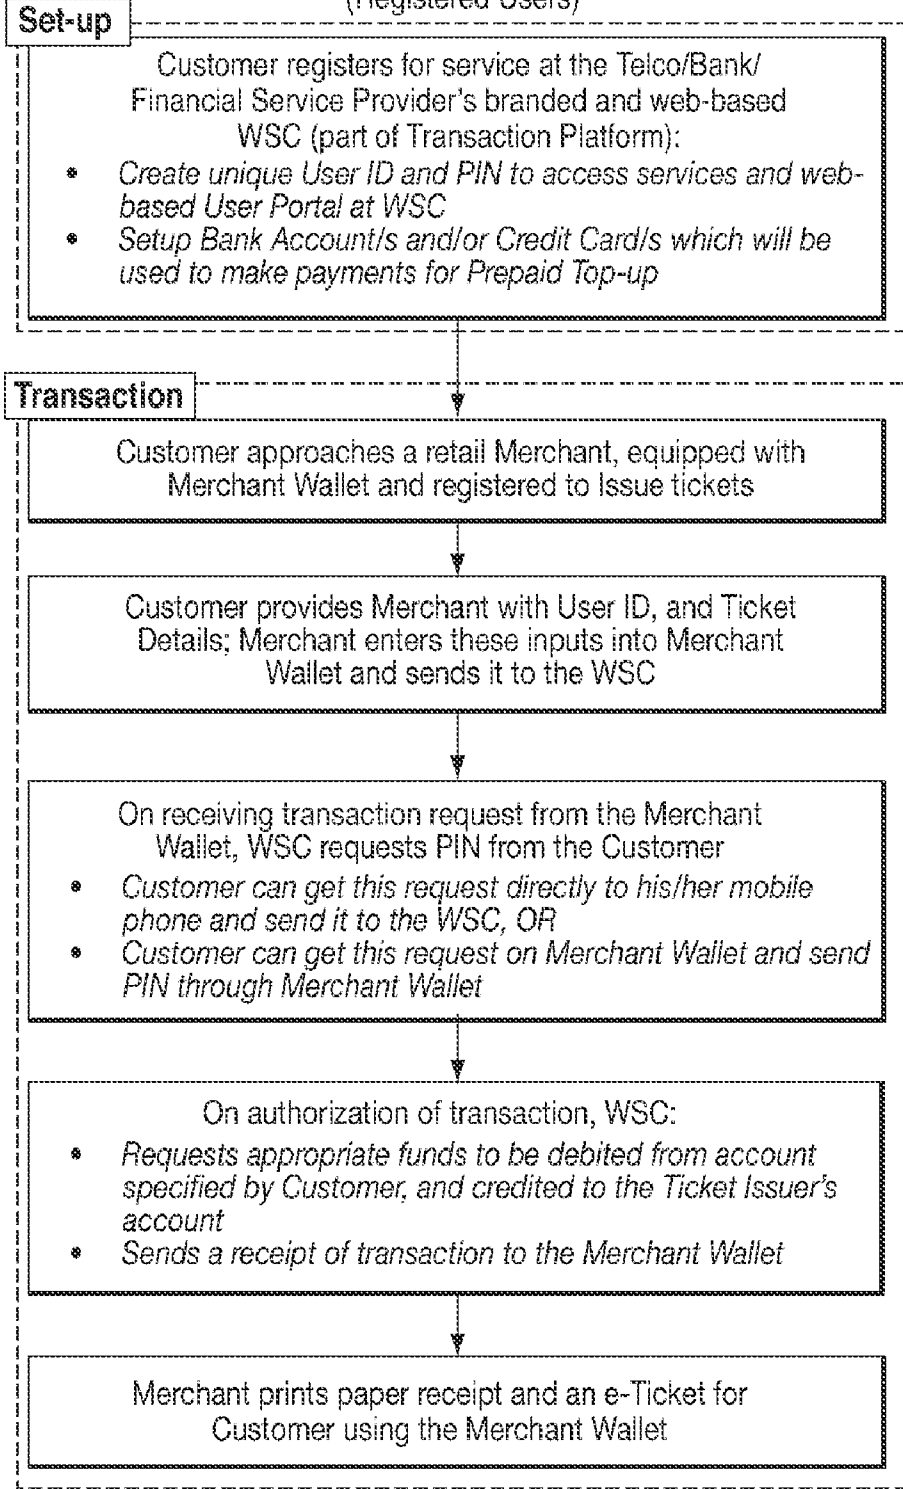 (Registered Users)
Set-up
Customer registers for service at the Telco/Bank/
Financial Service Provider's branded and web-based
WSC (part of Transaction Platform):
• Create unique User ID and PIN to access services and web-
based User Portal at WSC
• Setup Bank Account/s and/or Credit Card/s which will be
used to make payments for Prepaid Top-up
Transaction
Customer approaches a retail Merchant, equipped with
Merchant Wallet and registered to Issue tickets
Customer provides Merchant with User ID, and Ticket
Details; Merchant enters these inputs into Merchant
Wallet and sends it to the WSC
On receiving transaction request from the Merchant
Wallet, WSC requests PIN from the Customer
• Customer can get this request directly to his/her mobile
phone and send it to the WSC, OR
• Customer can get this request on Merchant Wallet and send
PIN through Merchant Wallet
On authorization of transaction, WSC:
• Requests appropriate funds to be debited from account
specified by Customer, and credited to the Ticket Issuer's
account
• Sends a receipt of transaction to the Merchant Wallet
Merchant prints paper receipt and an e-Ticket for
Customer using the Merchant Wallet